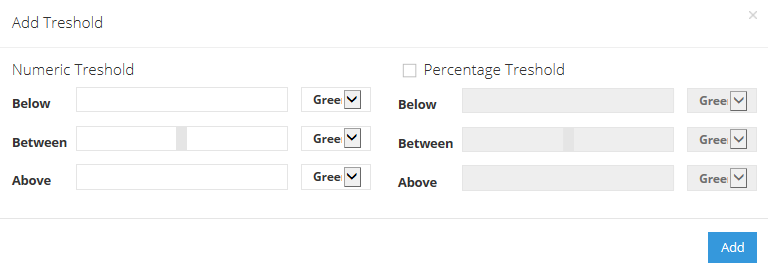 Add Treshold
×
Numeric Treshold
Percentage Treshold
Below
Gree
Below
Gree
Between
Gree
Between
Gree
Above
Gree
Above
Gree
Add